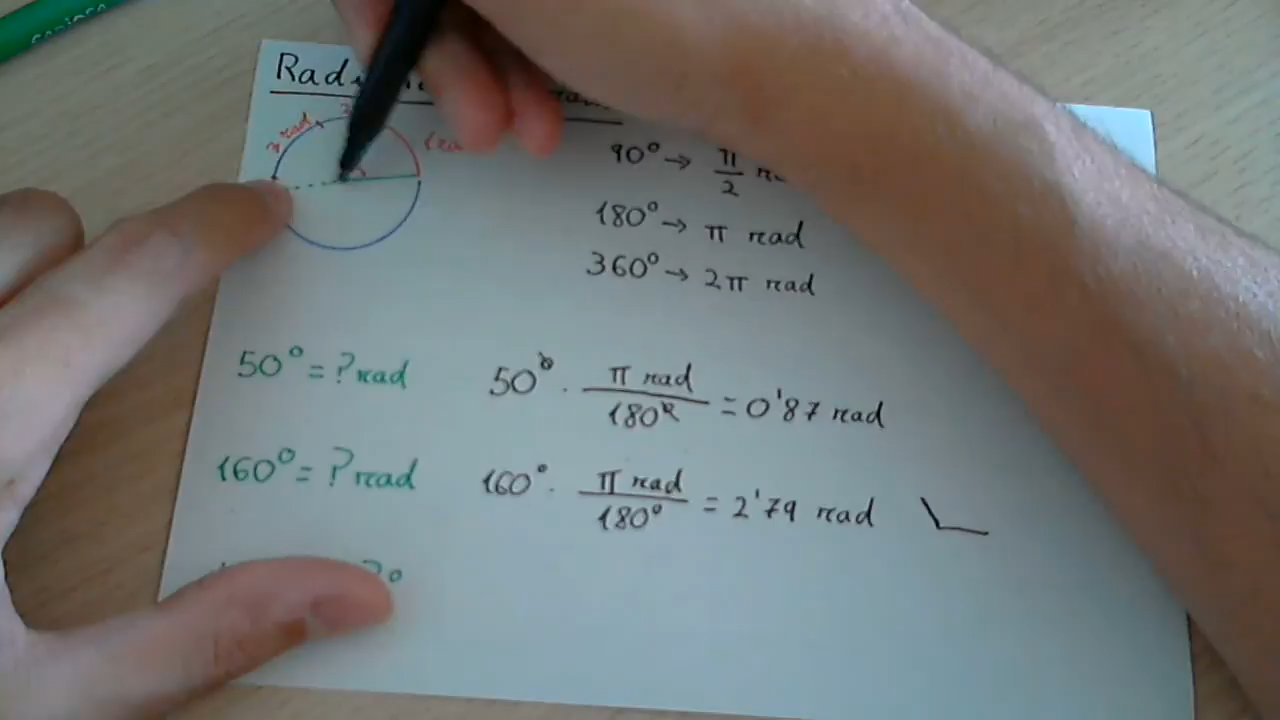 CARIOCA
90° → π/2
180° → π rad
360° → 2π rad
50° = ? rad
50° · π rad / 180° = 0'87 rad
160° = ? rad
160° · π rad / 180° = 2'79 rad